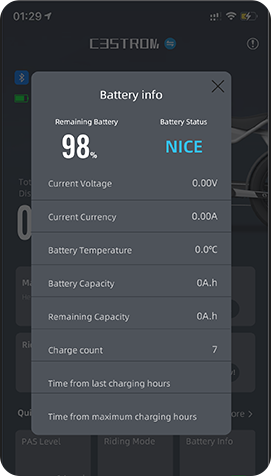 01:29
C3STROM
Battery info
Remaining Battery
Battery Status
98%
NICE
Current Voltage 0.00V
Current Currency 0.00A
Battery Temperature 0.0℃
Battery Capacity 0A.h
Remaining Capacity 0A.h
Charge count 7
Time from last charging hours
Time from maximum charging hours
PAS Level
Riding Mode
Battery Info